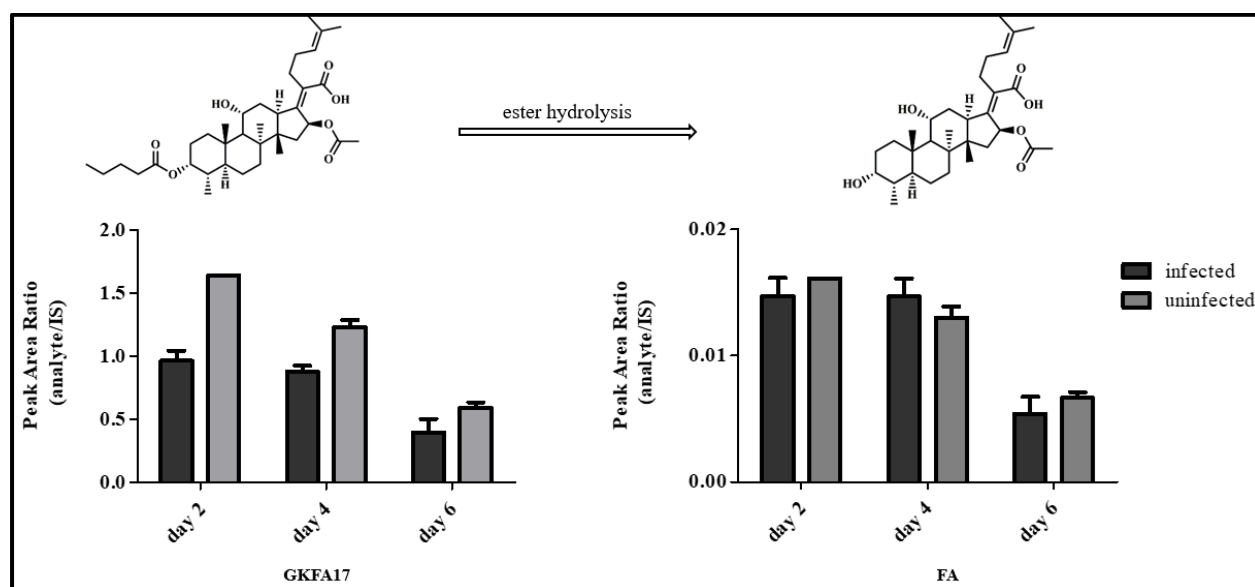 O
OH
HO
H
O
O
H
O
O
ester hydrolysis
O
OH
HO
H
O
O
H
HO
Peak Area Ratio
(analyte/IS)
2.0
1.5
1.0
0.5
0.0
day 2
day 4
day 6
GKFA17
Peak Area Ratio
(analyte/IS)
0.02
0.01
0.00
day 2
day 4
day 6
FA
infected
uninfected